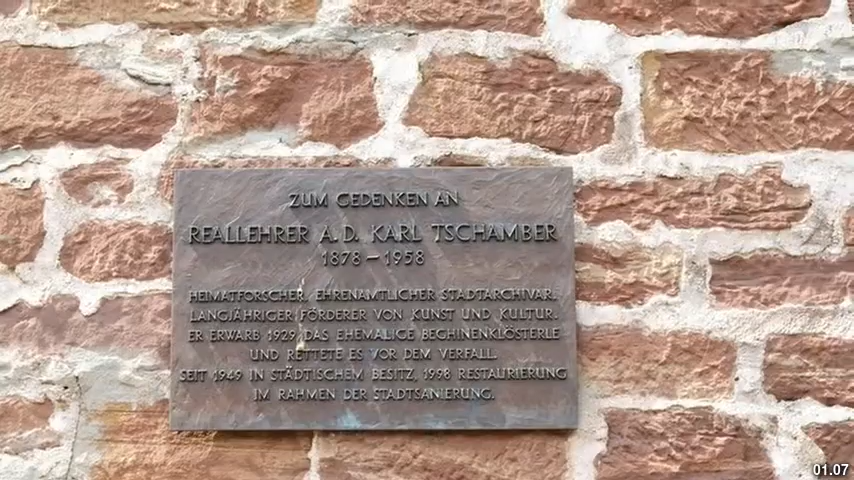 ZUM GEDENKEN AN
REALLEHRER A.D. KARL TSCHAMBER
1878 – 1958
HEIMATFORSCHER, EHRENAMTLICHER STADTARCHIVAR.
LANGJÄHRIGER FÖRDERER VON KUNST UND KULTUR.
ER ERWARB 1929 DAS EHEMALIGE BEGHINENKLÖSTERLE
UND RETTETE ES VOR DEM VERFALL.
SEIT 1949 IN STÄDTISCHEM BESITZ, 1998 RESTAURIERUNG
IM RAHMEN DER STADTSANIERUNG.
01.07